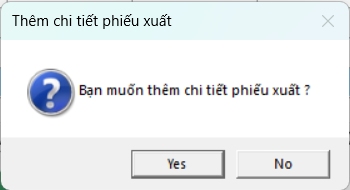 Thêm chi tiết phiếu xuất
Bạn muốn thêm chi tiết phiếu xuất ?
Yes No